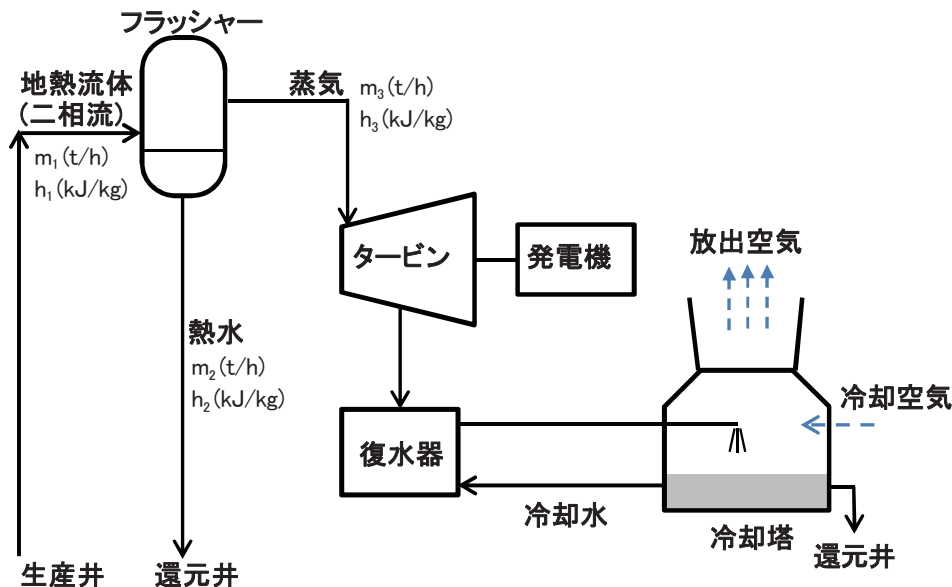 フラッシャー
地熱流体
(二相流)
m₁(t/h)
h₁(kJ/kg)
蒸気
m₃(t/h)
h₃(kJ/kg)
タービン
発電機
放出空気
熱水
m₂(t/h)
h₂(kJ/kg)
冷却空気
復水器
冷却水
冷却塔
還元井
生産井
還元井